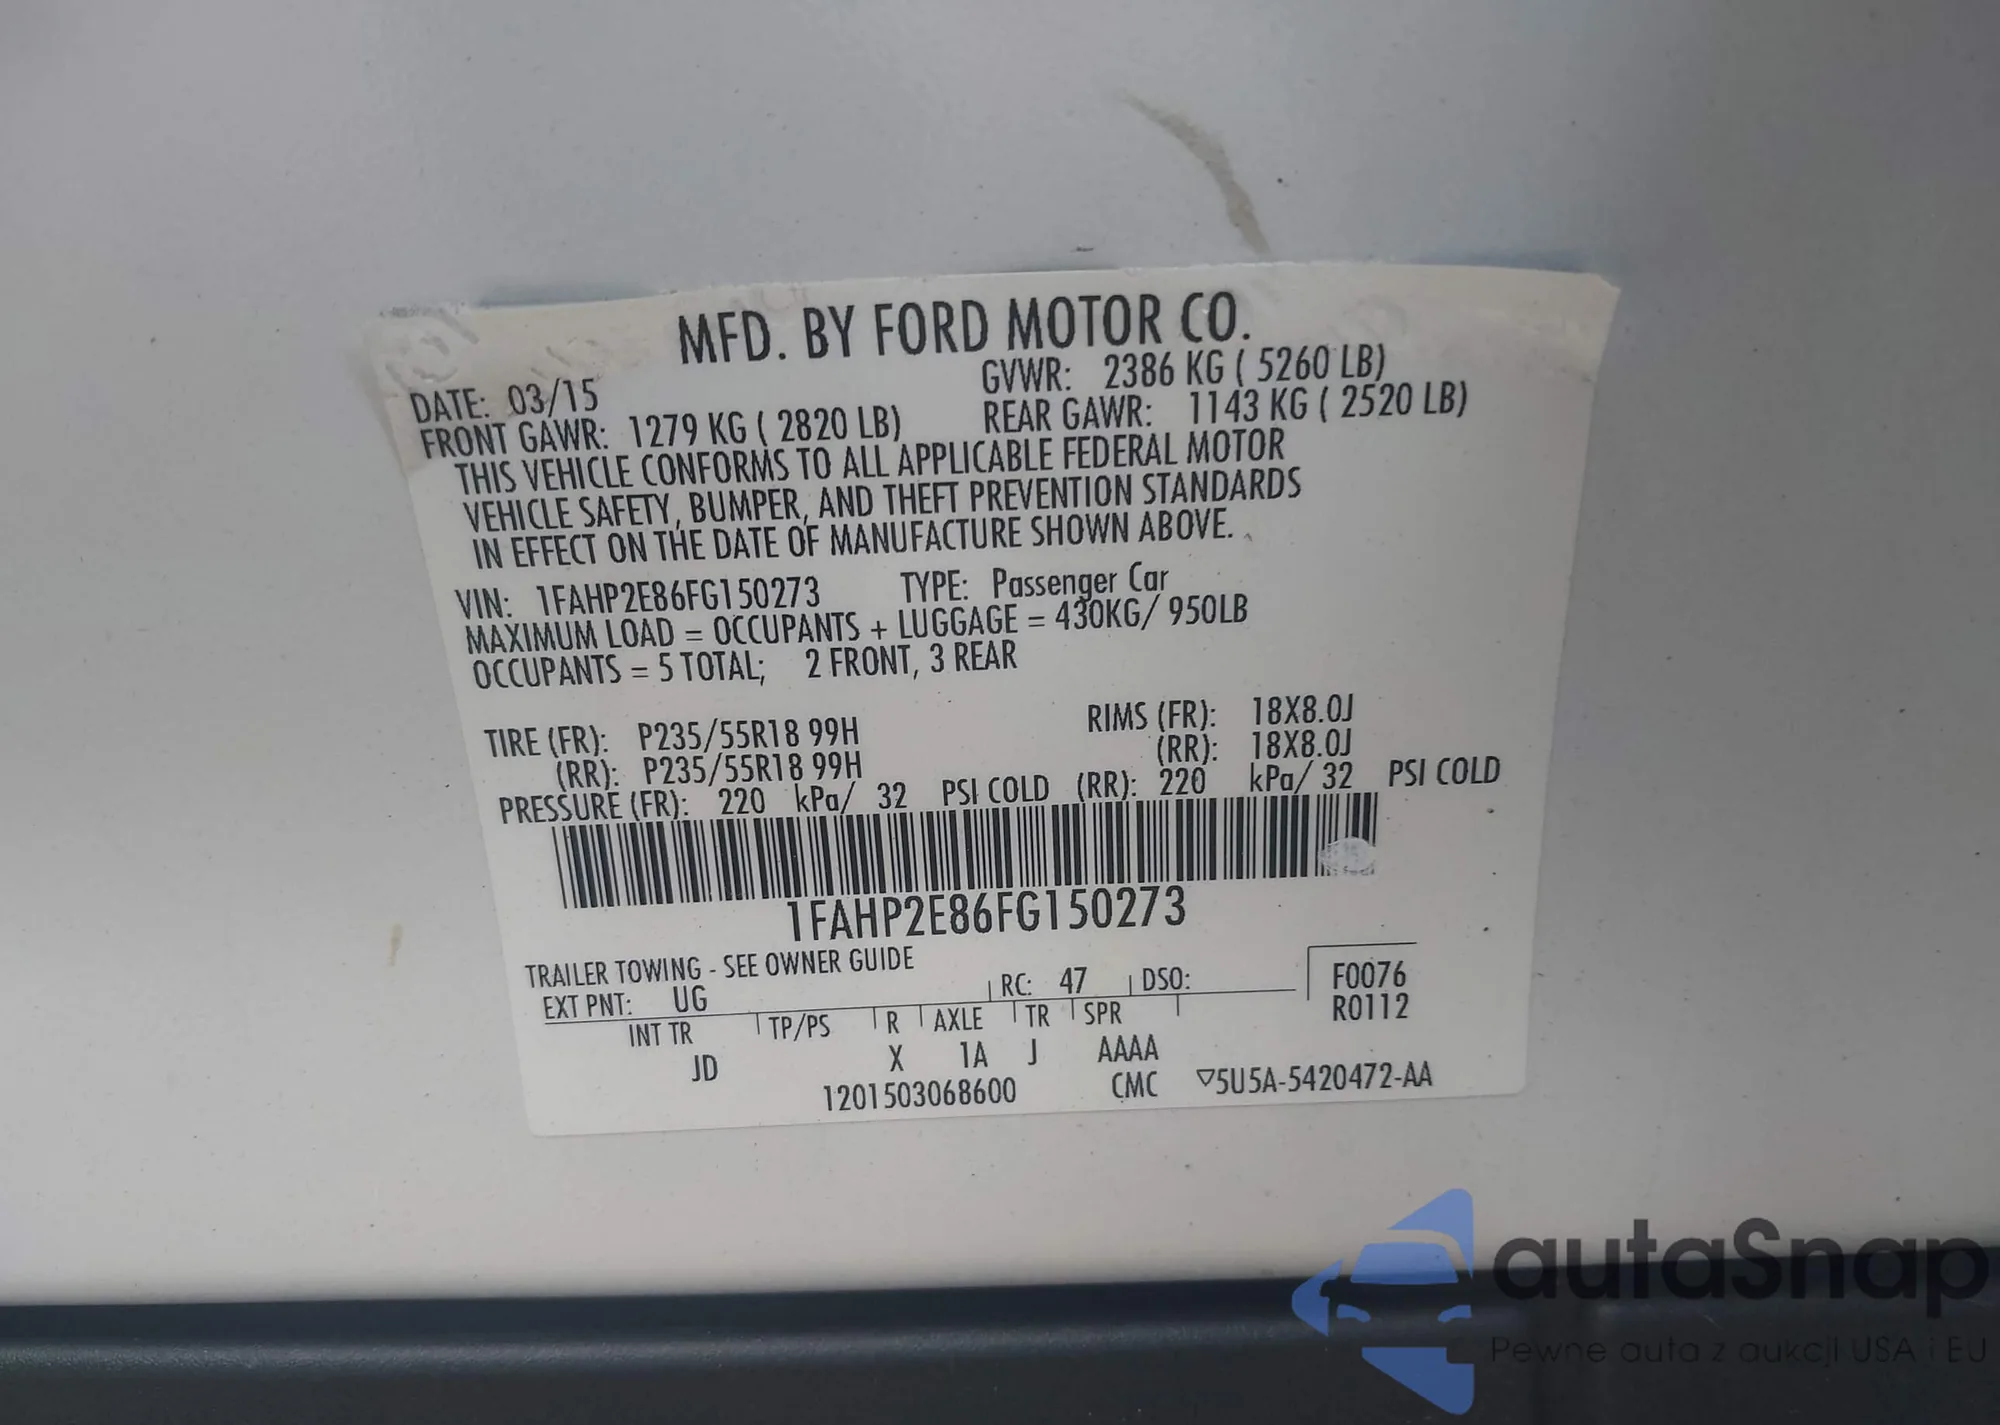 MFD. BY FORD MOTOR CO.
DATE: 03/15 GVWR: 2386 KG ( 5260 LB)
FRONT GAWR: 1279 KG ( 2820 LB) REAR GAWR: 1143 KG ( 2520 LB)
THIS VEHICLE CONFORMS TO ALL APPLICABLE FEDERAL MOTOR
VEHICLE SAFETY, BUMPER, AND THEFT PREVENTION STANDARDS
IN EFFECT ON THE DATE OF MANUFACTURE SHOWN ABOVE.
VIN: 1FAHP2E86FG150273 TYPE: Passenger Car
MAXIMUM LOAD = OCCUPANTS + LUGGAGE = 430KG/ 950LB
OCCUPANTS = 5 TOTAL; 2 FRONT, 3 REAR
TIRE (FR): P235/55R18 99H RIMS (FR): 18X8.0J
(RR): P235/55R18 99H (RR): 18X8.0J
PRESSURE (FR): 220 kPa/ 32 PSI COLD (RR): 220 kPa/ 32 PSI COLD
1FAHP2E86FG150273
TRAILER TOWING - SEE OWNER GUIDE
EXT PNT: UG RC: 47 DSO: F0076
R0112
INT TR TP/PS R AXLE TR SPR
JD X 1A J AAAA
1201503068600 CMC ▽5U5A-5420472-AA
autaSnap
Pewne auta z aukcji USA i EU